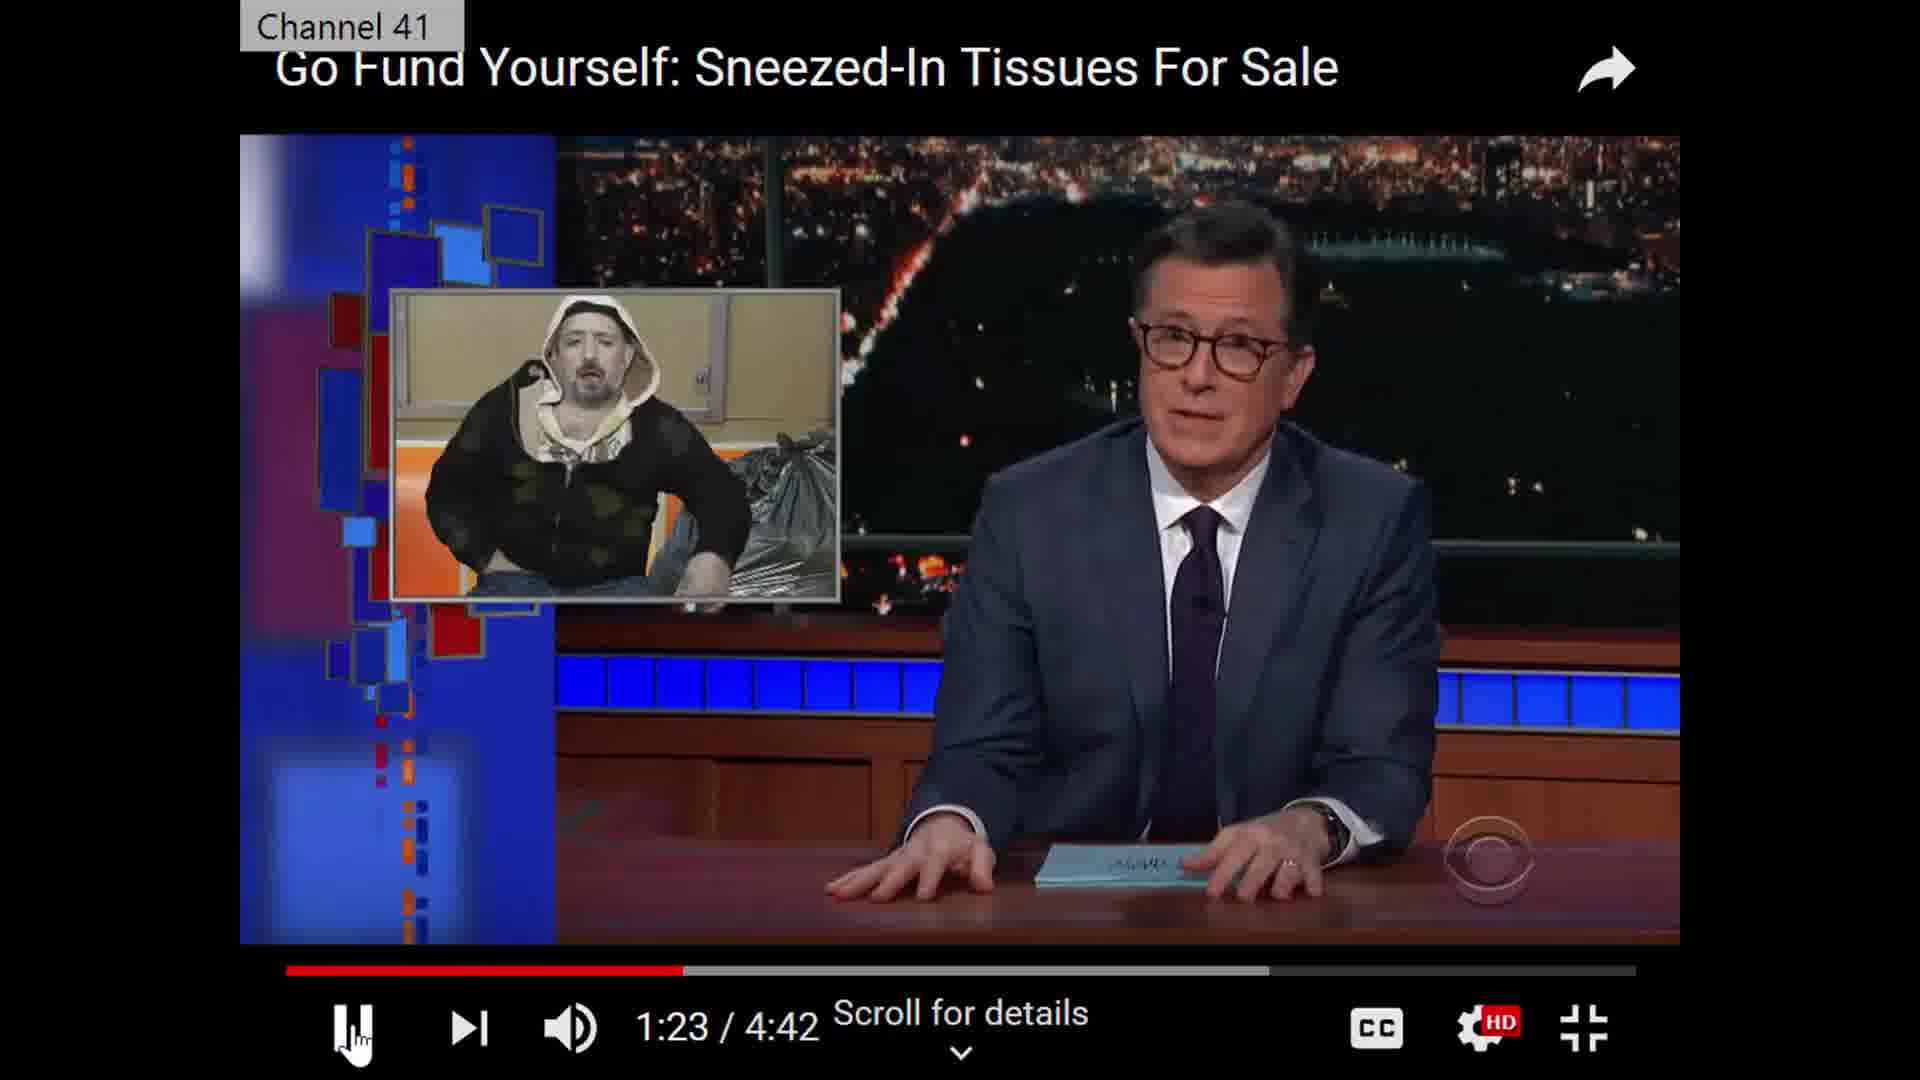 Channel 41
Go Fund Yourself: Sneezed-In Tissues For Sale
1:23 / 4:42
Scroll for details
CC
HD